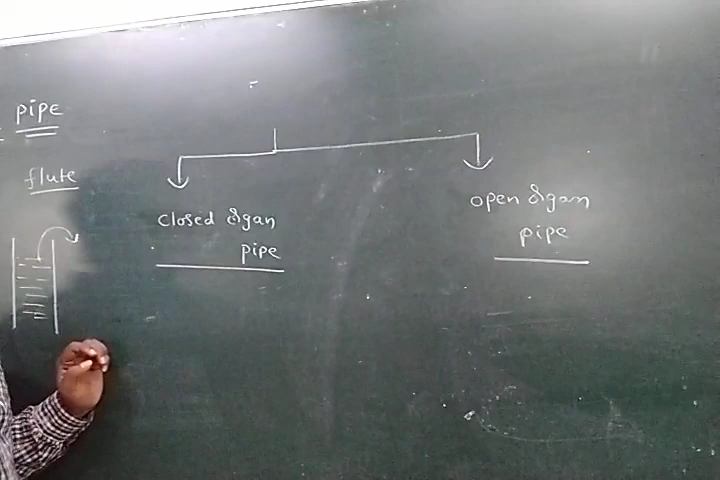 pipe
flute
closed organ
pipe
open organ
pipe